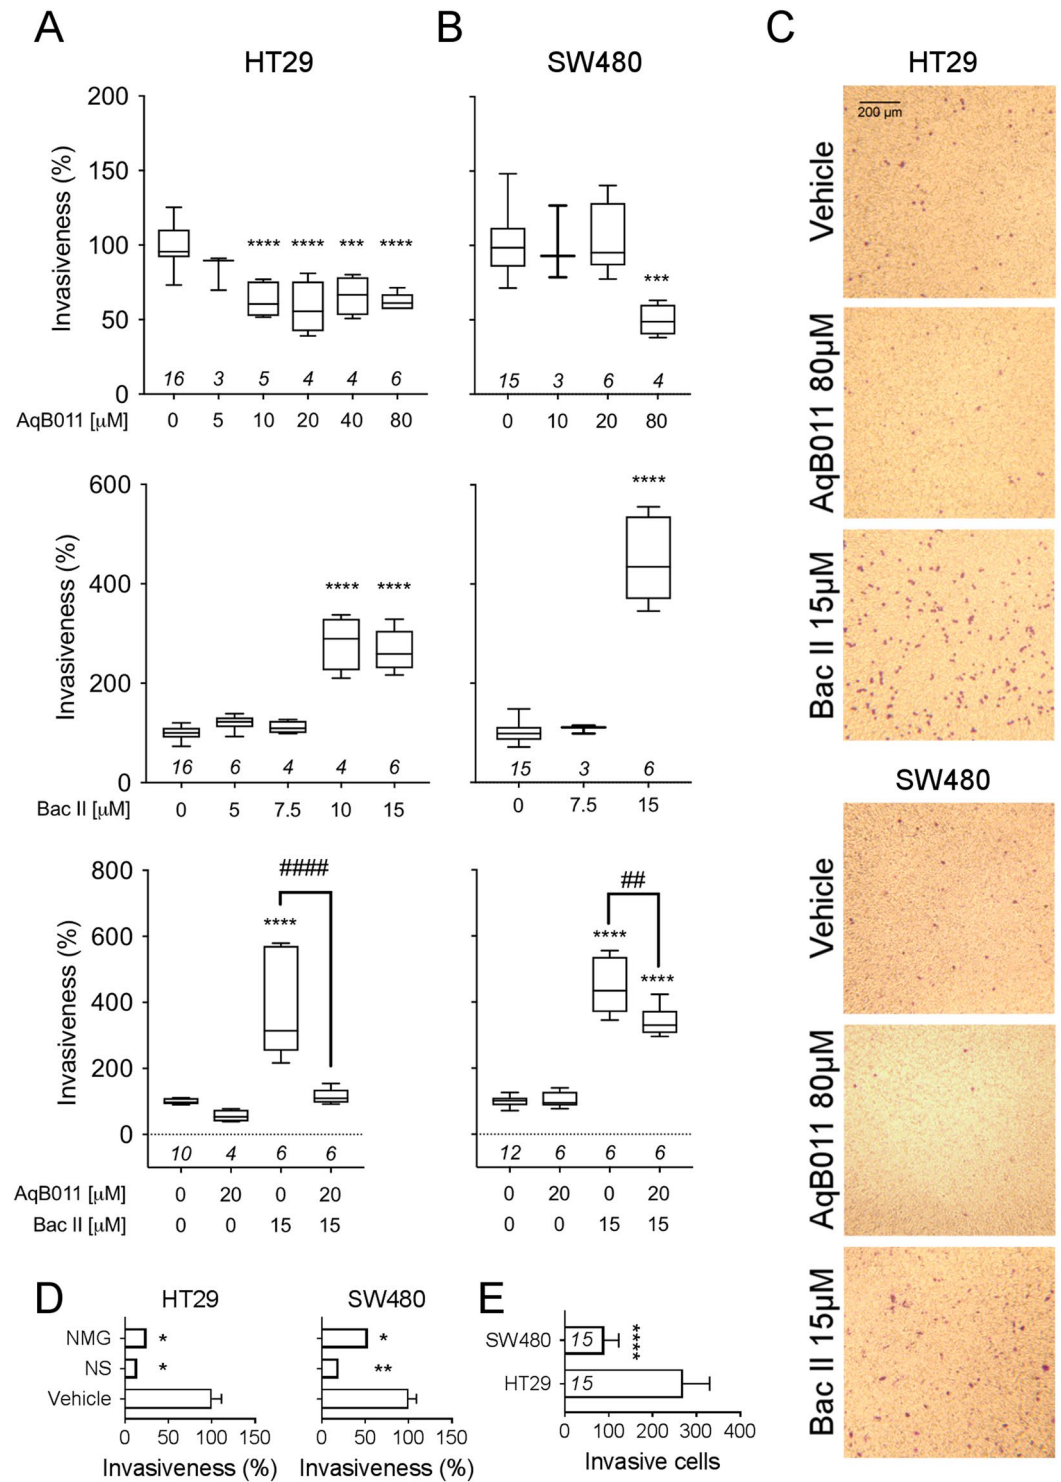 A
HT29
Invasiveness (%)
200
150
100
50
0
**** **** *** ****
16 3 5 4 4 6
AqB011 [µM] 0 5 10 20 40 80
B
SW480
***
15 3 6 4
0 10 20 80
Invasiveness (%)
600
400
200
0
**** ****
16 6 4 4 6
Bac II [µM] 0 5 7.5 10 15
****
15 3 6
0 7.5 15
Invasiveness (%)
800
600
400
200
0
####
****
10 4 6 6
AqB011 [µM] 0 20 0 20
Bac II [µM] 0 0 15 15
##
****
****
12 6 6 6
0 20 0 20
0 0 15 15
C
HT29
200 µm
Vehicle
AqB011 80µM
Bac II 15µM
SW480
Vehicle
AqB011 80µM
Bac II 15µM
D
HT29
NMG *
NS *
Vehicle
0 50 100 150
Invasiveness (%)
SW480
*
**
0 50 100 150
Invasiveness (%)
E
SW480 15 ****
HT29 15
0 200 400
0 100 200 300 400
Invasive cells